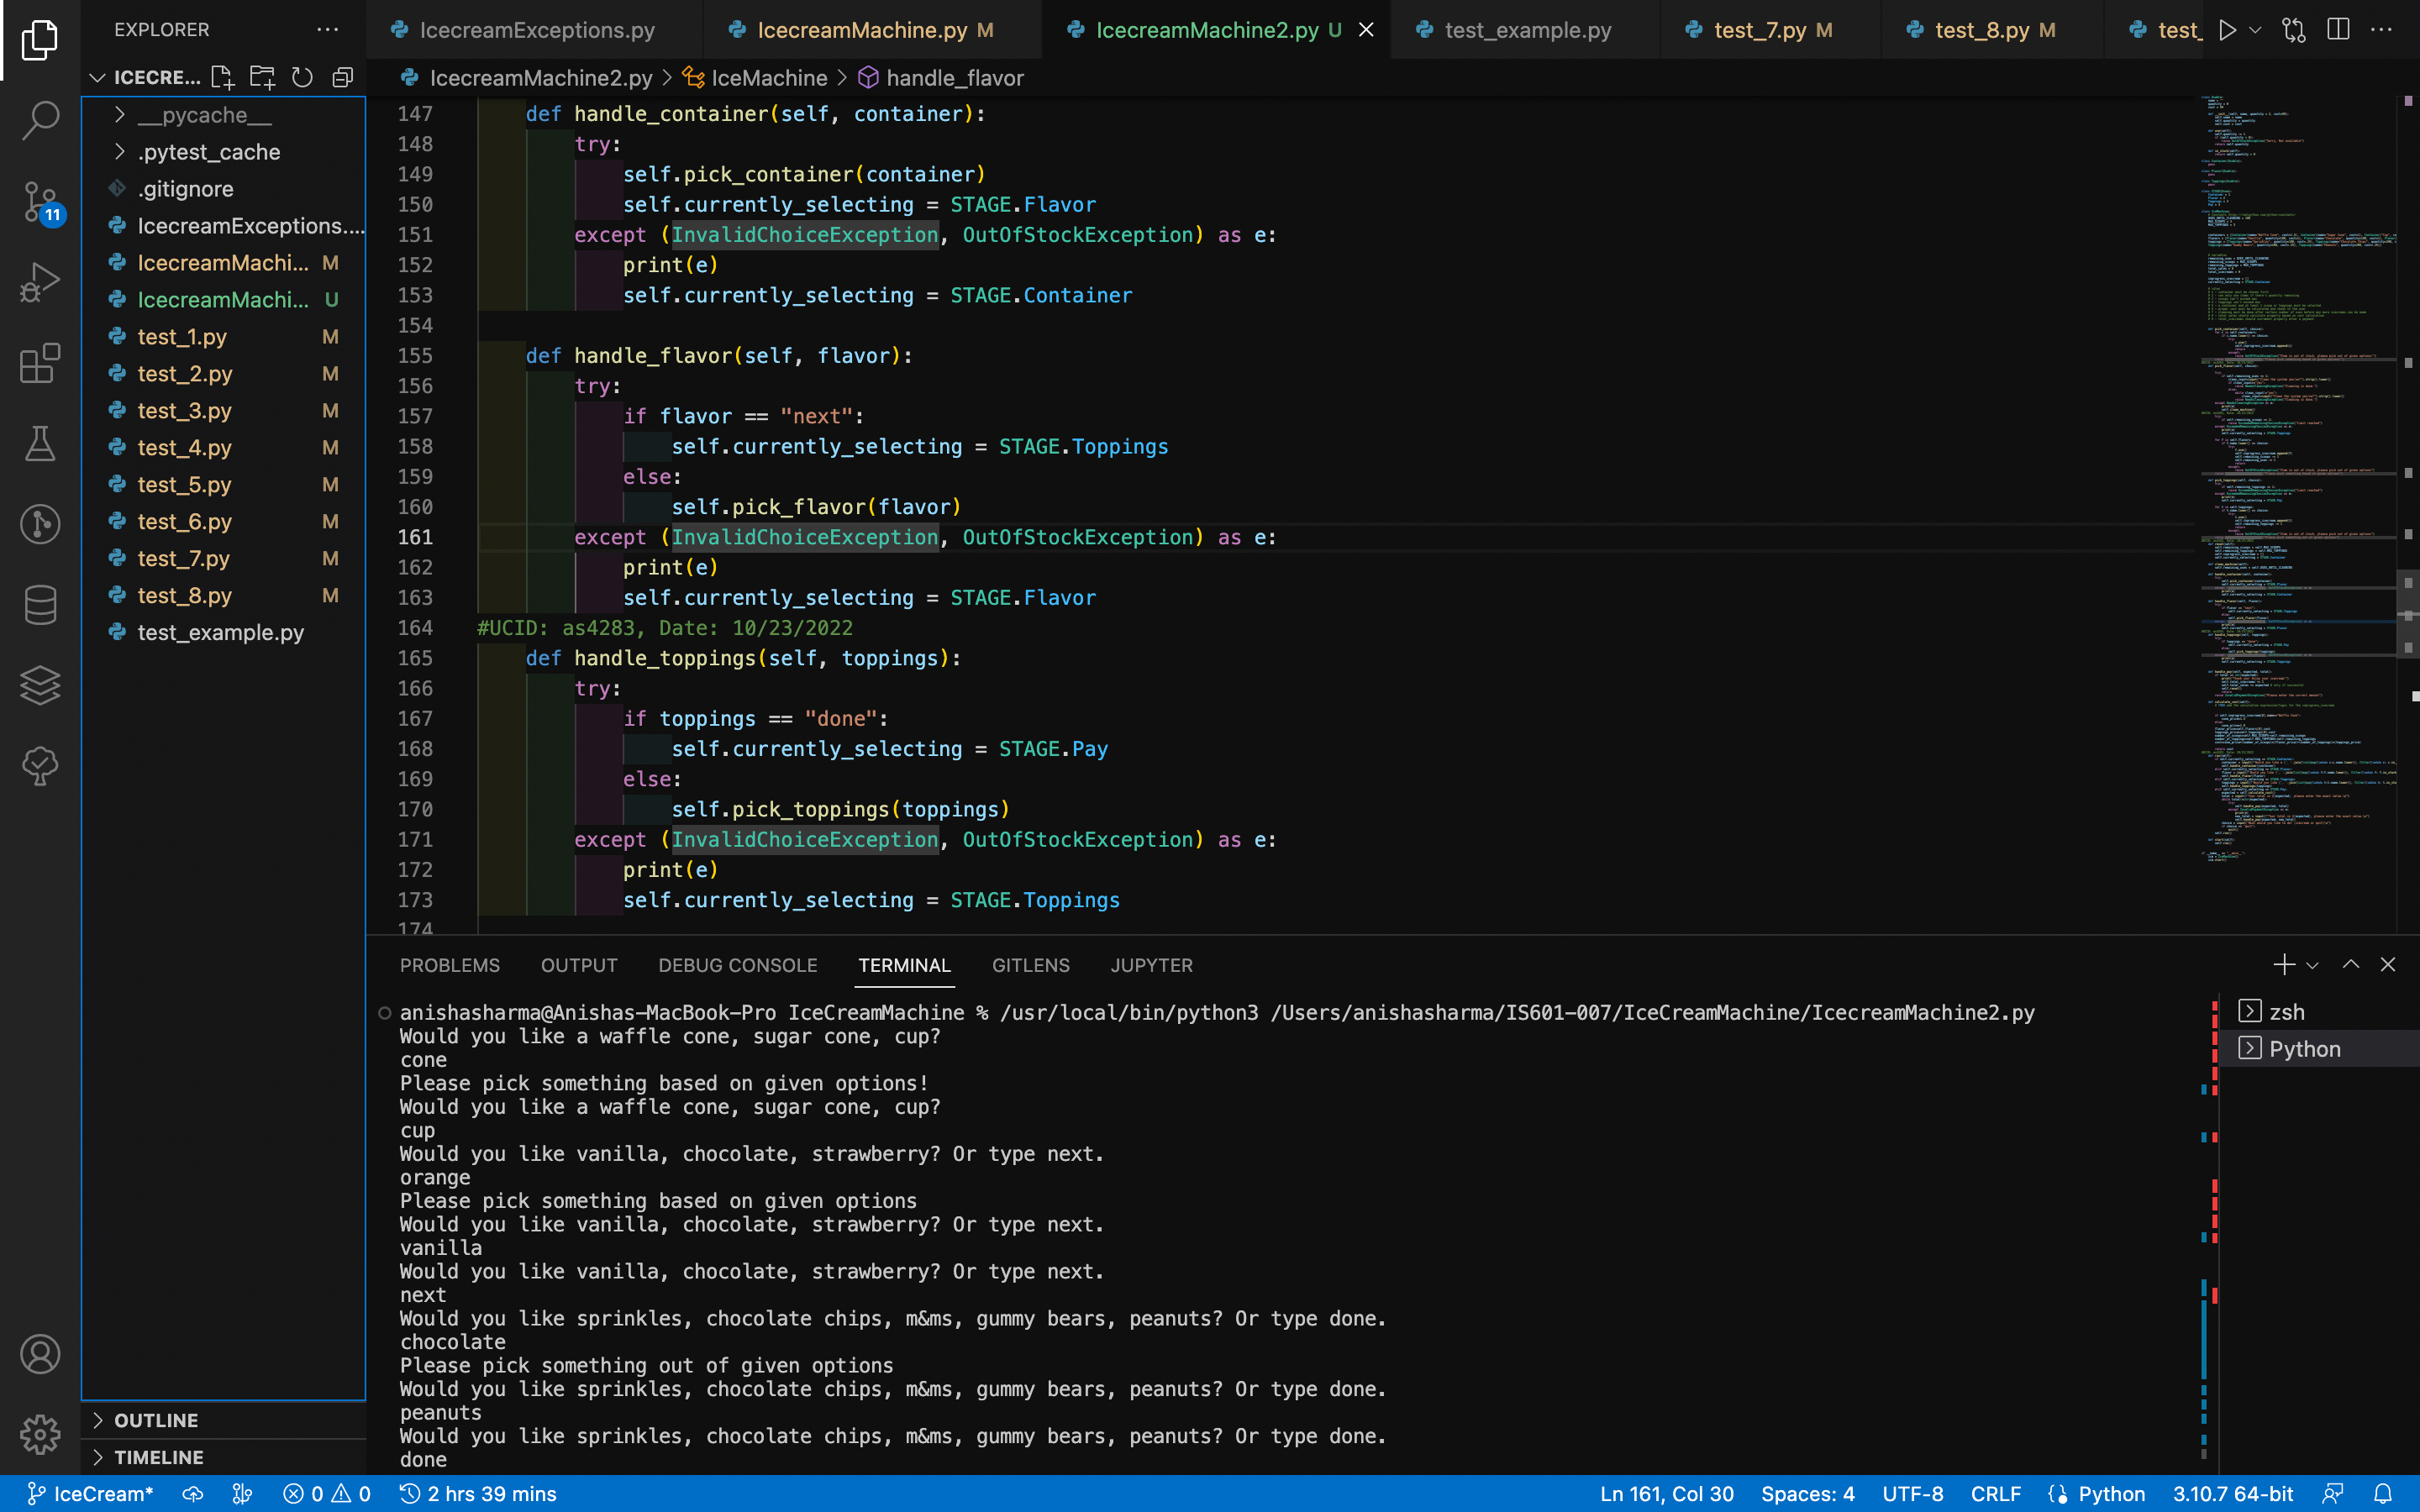 EXPLORER
ICECRE...
__pycache__
.pytest_cache
.gitignore
IcecreamExceptions....
IcecreamMachi... M
IcecreamMachi... U
test_1.py M
test_2.py M
test_3.py M
test_4.py M
test_5.py M
test_6.py M
test_7.py M
test_8.py M
test_example.py
OUTLINE
TIMELINE
11
IcecreamExceptions.py
IcecreamMachine.py M
IcecreamMachine2.py U
test_example.py
test_7.py M
test_8.py M
test_
IcecreamMachine2.py > IceMachine > handle_flavor
147 def handle_container(self, container):
148 try:
149 self.pick_container(container)
150 self.currently_selecting = STAGE.Flavor
151 except (InvalidChoiceException, OutOfStockException) as e:
152 print(e)
153 self.currently_selecting = STAGE.Container
154
155 def handle_flavor(self, flavor):
156 try:
157 if flavor == "next":
158 self.currently_selecting = STAGE.Toppings
159 else:
160 self.pick_flavor(flavor)
161 except (InvalidChoiceException, OutOfStockException) as e:
162 print(e)
163 self.currently_selecting = STAGE.Flavor
164 #UCID: as4283, Date: 10/23/2022
165 def handle_toppings(self, toppings):
166 try:
167 if toppings == "done":
168 self.currently_selecting = STAGE.Pay
169 else:
170 self.pick_toppings(toppings)
171 except (InvalidChoiceException, OutOfStockException) as e:
172 print(e)
173 self.currently_selecting = STAGE.Toppings
174
PROBLEMS OUTPUT DEBUG CONSOLE TERMINAL GITLENS JUPYTER
anishasharma@Anishas-MacBook-Pro IceCreamMachine % /usr/local/bin/python3 /Users/anishasharma/IS601-007/IceCreamMachine/IcecreamMachine2.py
Would you like a waffle cone, sugar cone, cup?
cone
Please pick something based on given options!
Would you like a waffle cone, sugar cone, cup?
cup
Would you like vanilla, chocolate, strawberry? Or type next.
orange
Please pick something based on given options
Would you like vanilla, chocolate, strawberry? Or type next.
vanilla
Would you like vanilla, chocolate, strawberry? Or type next.
next
Would you like sprinkles, chocolate chips, m&ms, gummy bears, peanuts? Or type done.
chocolate
Please pick something out of given options
Would you like sprinkles, chocolate chips, m&ms, gummy bears, peanuts? Or type done.
peanuts
Would you like sprinkles, chocolate chips, m&ms, gummy bears, peanuts? Or type done.
done
zsh
Python
IceCream* 0 0 2 hrs 39 mins Ln 161, Col 30 Spaces: 4 UTF-8 CRLF Python 3.10.7 64-bit